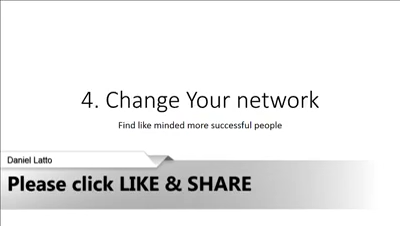 4. Change Your network
Find like minded more successful people
Daniel Latto
Please click LIKE & SHARE